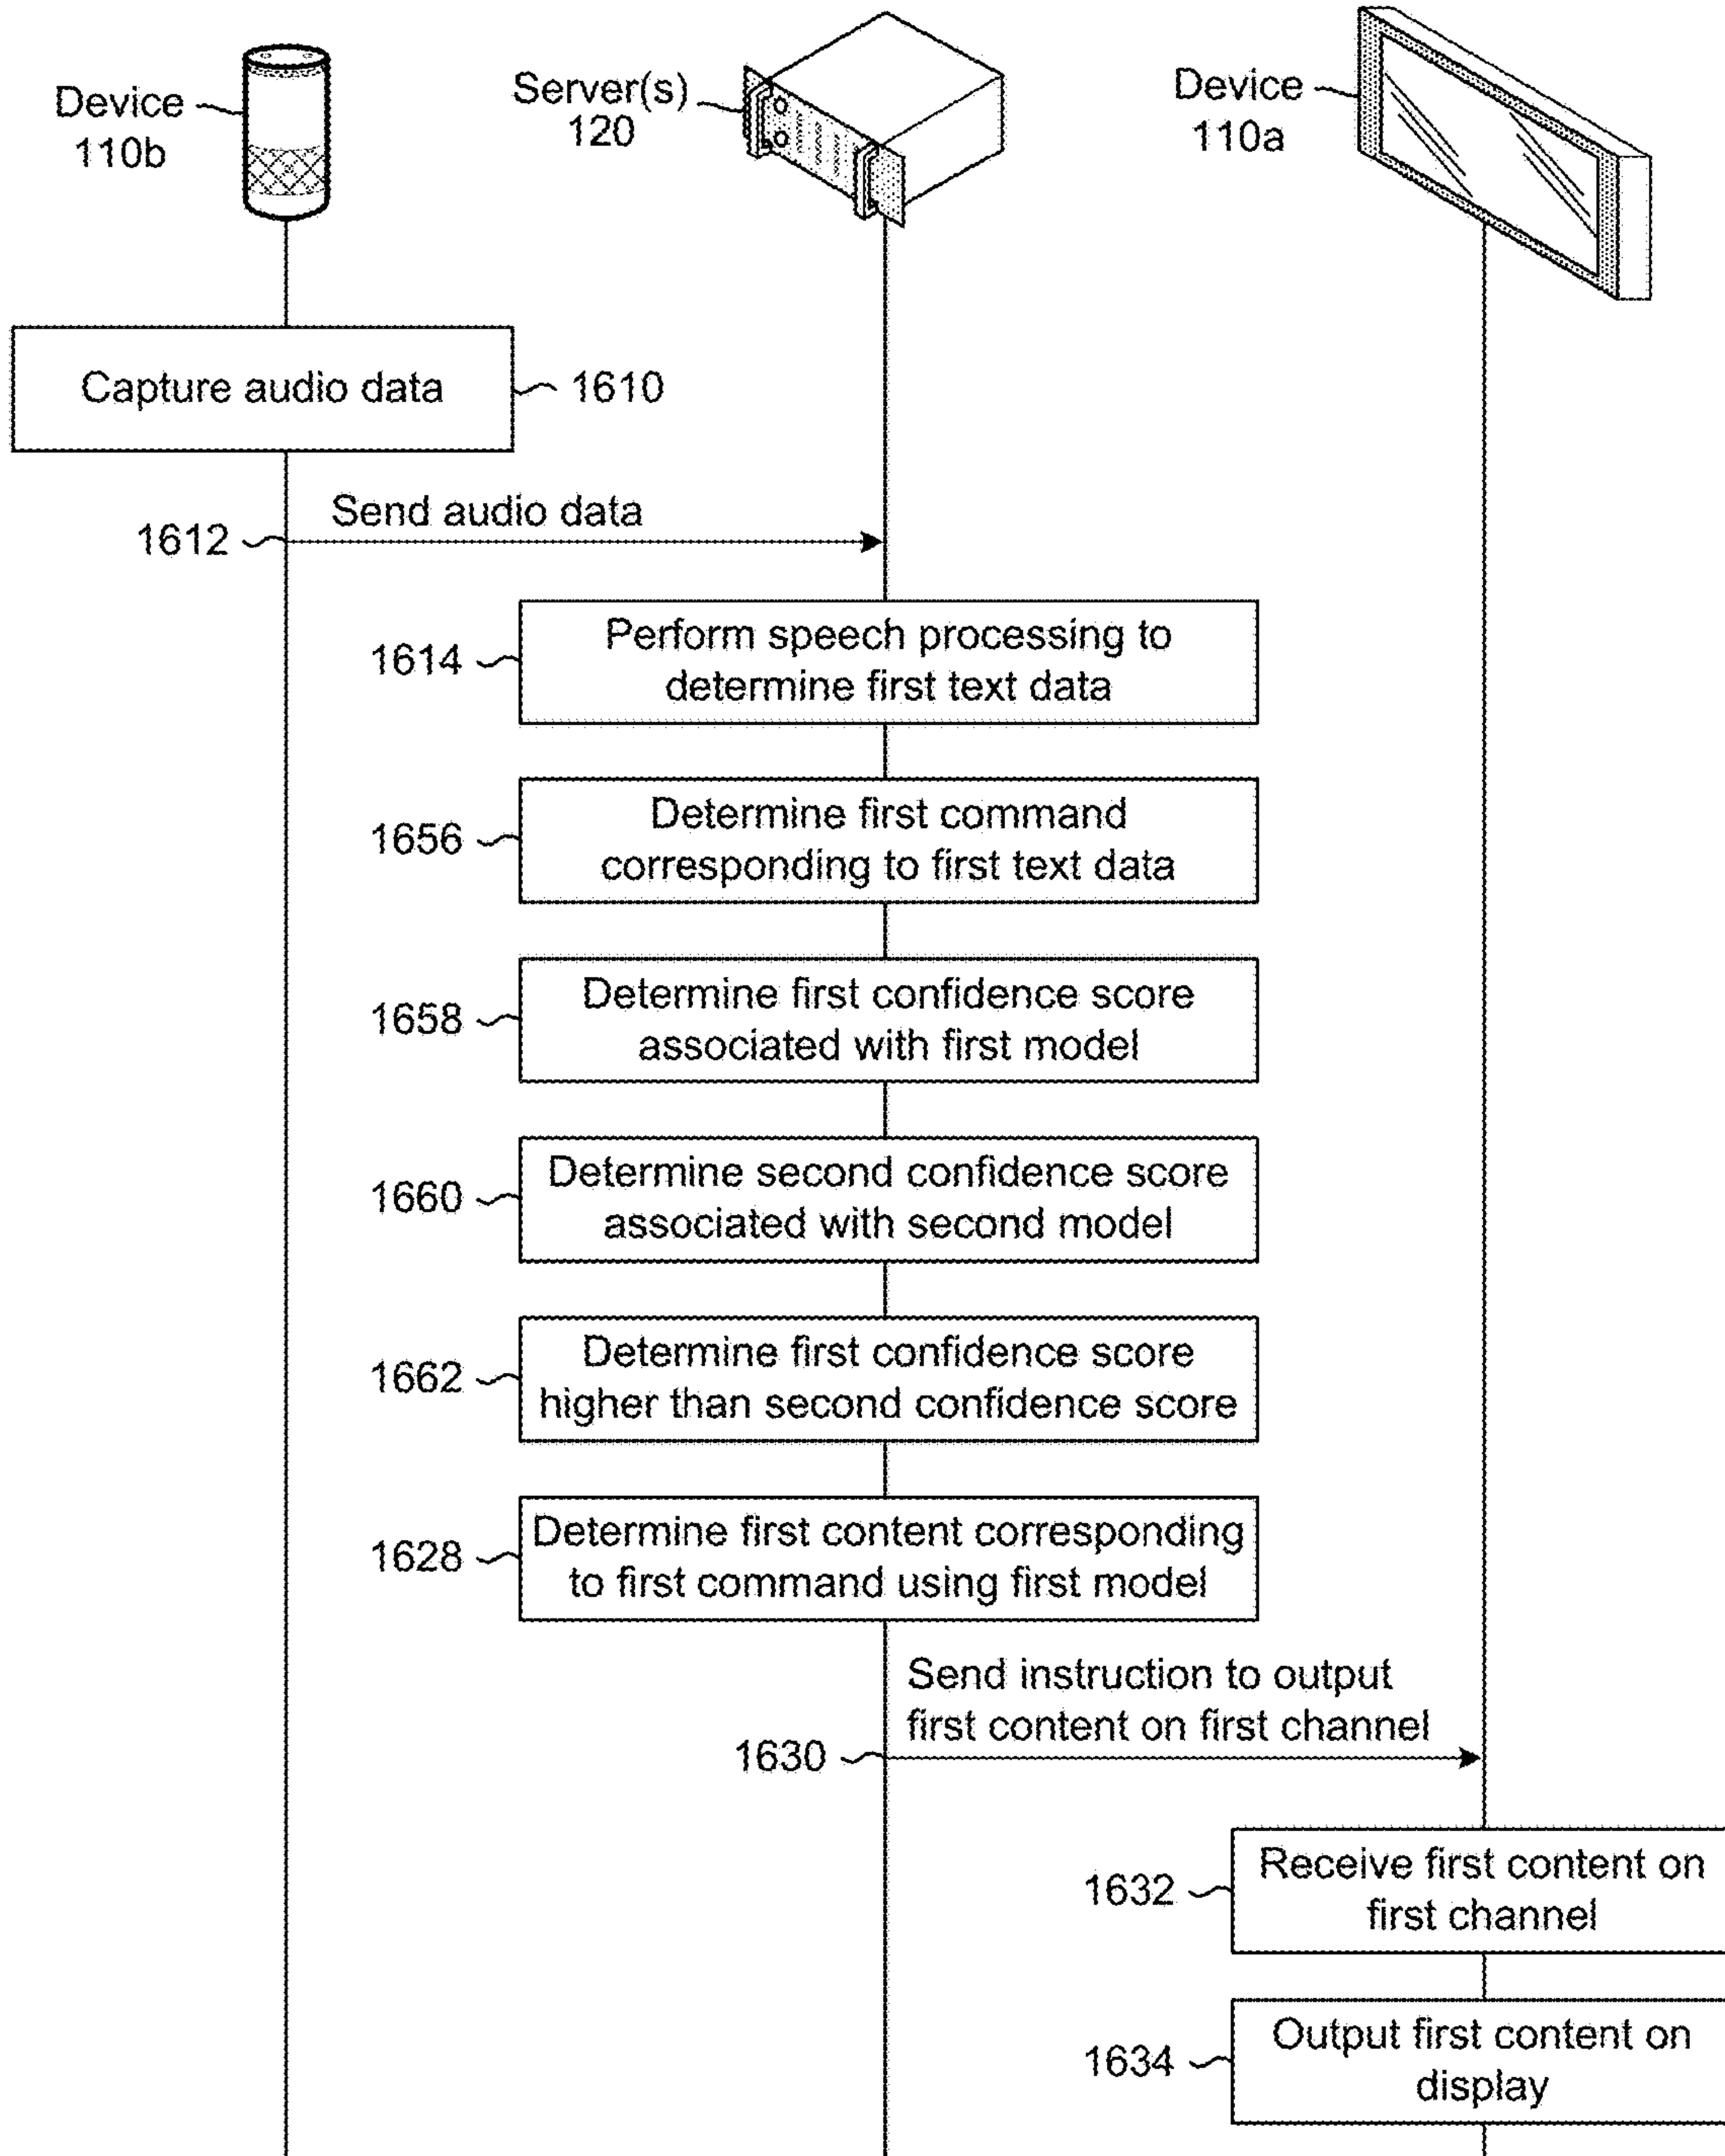 Device
110b
Server(s)
120
Device
110a
Capture audio data
1610
Send audio data
1612
Perform speech processing to
determine first text data
1614
Determine first command
corresponding to first text data
1656
Determine first confidence score
associated with first model
1658
Determine second confidence score
associated with second model
1660
Determine first confidence score
higher than second confidence score
1662
Determine first content corresponding
to first command using first model
1628
Send instruction to output
first content on first channel
1630
Receive first content on
first channel
1632
Output first content on
display
1634